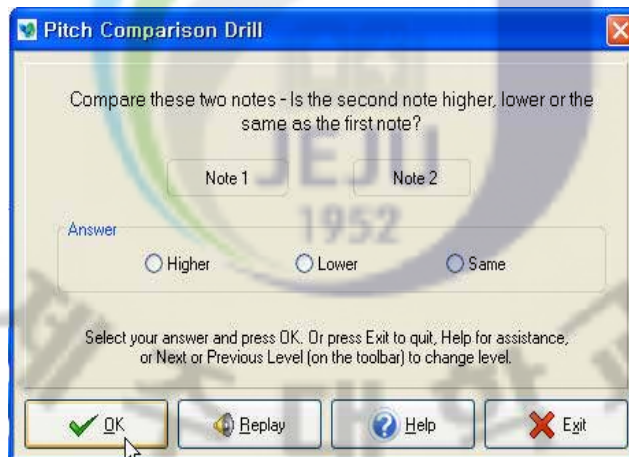 Pitch Comparison Drill
Compare these two notes - Is the second note higher, lower or the
same as the first note?
Note 1 Note 2
JEJU
1952
Answer
Higher Lower Same
Select your answer and press OK. Or press Exit to quit, Help for assistance,
or Next or Previous Level (on the toolbar) to change level.
OK Replay Help Exit